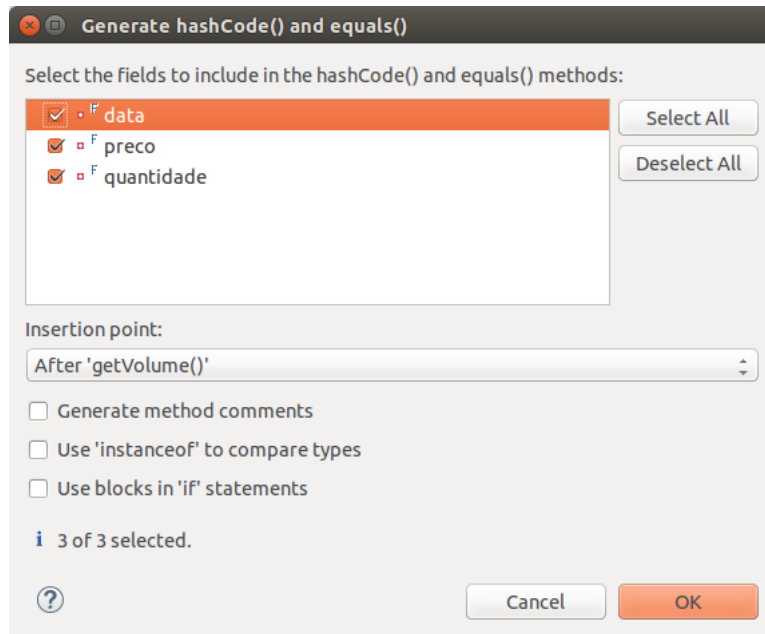 Generate hashCode() and equals()
Select the fields to include in the hashCode() and equals() methods:
F data
F preco
F quantidade
Select All
Deselect All
Insertion point:
After 'getVolume()'
Generate method comments
Use 'instanceof' to compare types
Use blocks in 'if' statements
i 3 of 3 selected.
?
Cancel
OK